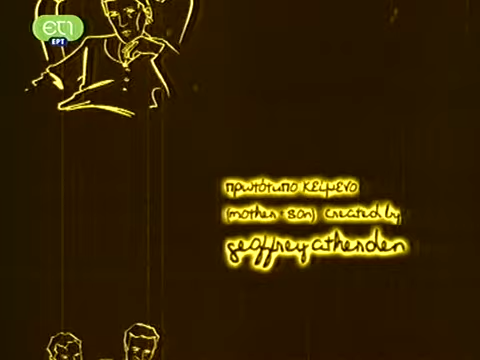 ετ1
ΕΡΤ
πρωτότυπο κείμενο
(mother + son) created by
geoffrey atherden